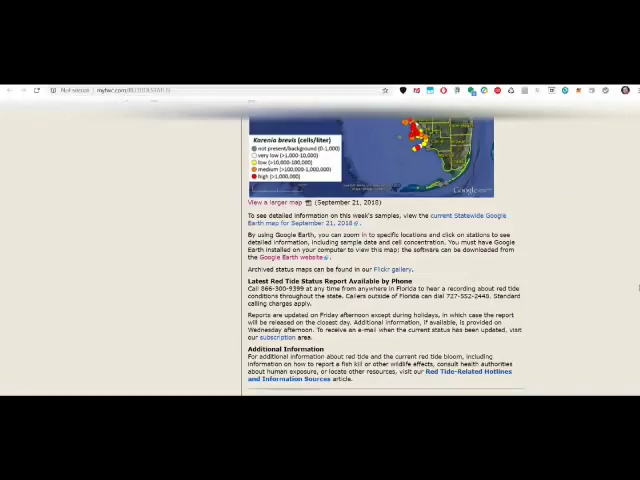 Not secure | myfwc.com/REDTIDESTATUS
Karenia brevis (cells/liter)
not present/background (0-1,000)
very low (>1,000-10,000)
low (>10,000-100,000)
medium (>100,000-1,000,000)
high (>1,000,000)
Google
View a larger map (September 21, 2018)
To see detailed information on this week's samples, view the current Statewide Google
Earth map for September 21, 2018.
By using Google Earth, you can zoom in to specific locations and click on stations to see
detailed information, including sample date and cell concentration. You must have Google
Earth installed on your computer to view this map; the software can be downloaded from
the Google Earth website.
Archived status maps can be found in our Flickr gallery.
Latest Red Tide Status Report Available by Phone
Call 866-300-9399 at any time from anywhere in Florida to hear a recording about red tide
conditions throughout the state. Callers outside of Florida can dial 727-552-2448. Standard
calling charges apply.
Reports are updated on Friday afternoon except during holidays, in which case the report
will be released on the closest day. Additional information, if available, is provided on
Wednesday afternoon. To receive an e-mail when the current status has been updated, visit
our subscription area.
Additional Information
For additional information about red tide and the current red tide bloom, including
information on how to report a fish kill or other wildlife effects, consult health authorities
about human exposure, or locate other resources, visit our Red Tide-Related Hotlines
and Information Sources article.